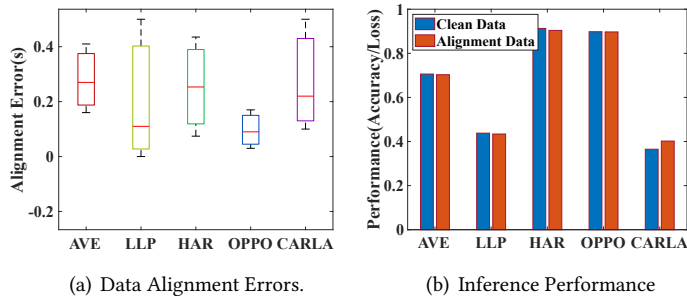 Alignment Error(s)
0.4
0.2
0
-0.2
AVE LLP HAR OPPO CARLA
(a) Data Alignment Errors.
Performance(Accuracy/Loss)
1
0.8
0.6
0.4
0.2
0
Clean Data
Alignment Data
AVE LLP HAR OPPO CARLA
(b) Inference Performance